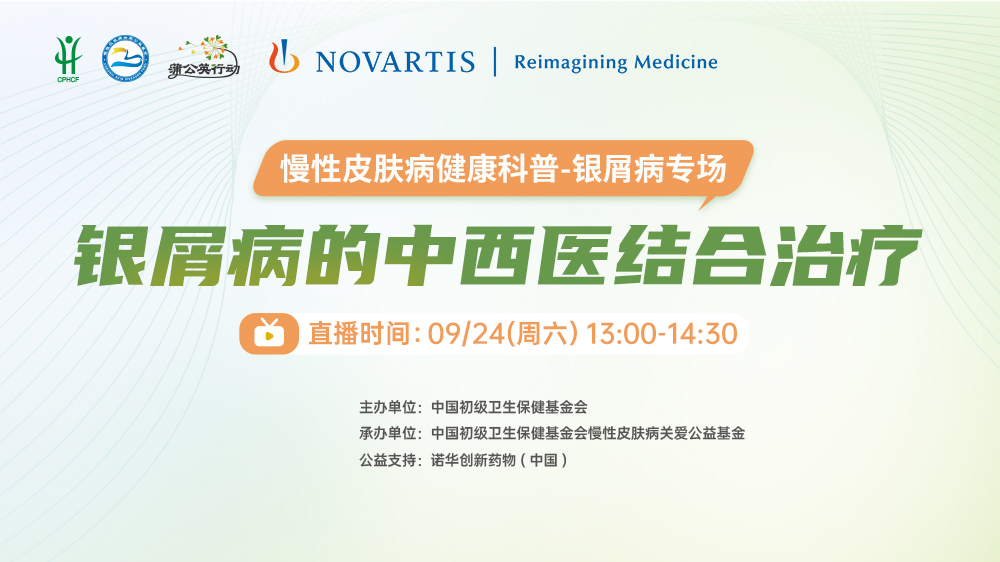 CPHCF
蒲公英行动
NOVARTIS | Reimagining Medicine
慢性皮肤病健康科普-银屑病专场
银屑病的中西医结合治疗
直播时间：09/24(周六) 13:00-14:30
主办单位：中国初级卫生保健基金会
承办单位：中国初级卫生保健基金会慢性皮肤病关爱公益基金
公益支持：诺华创新药物（中国）